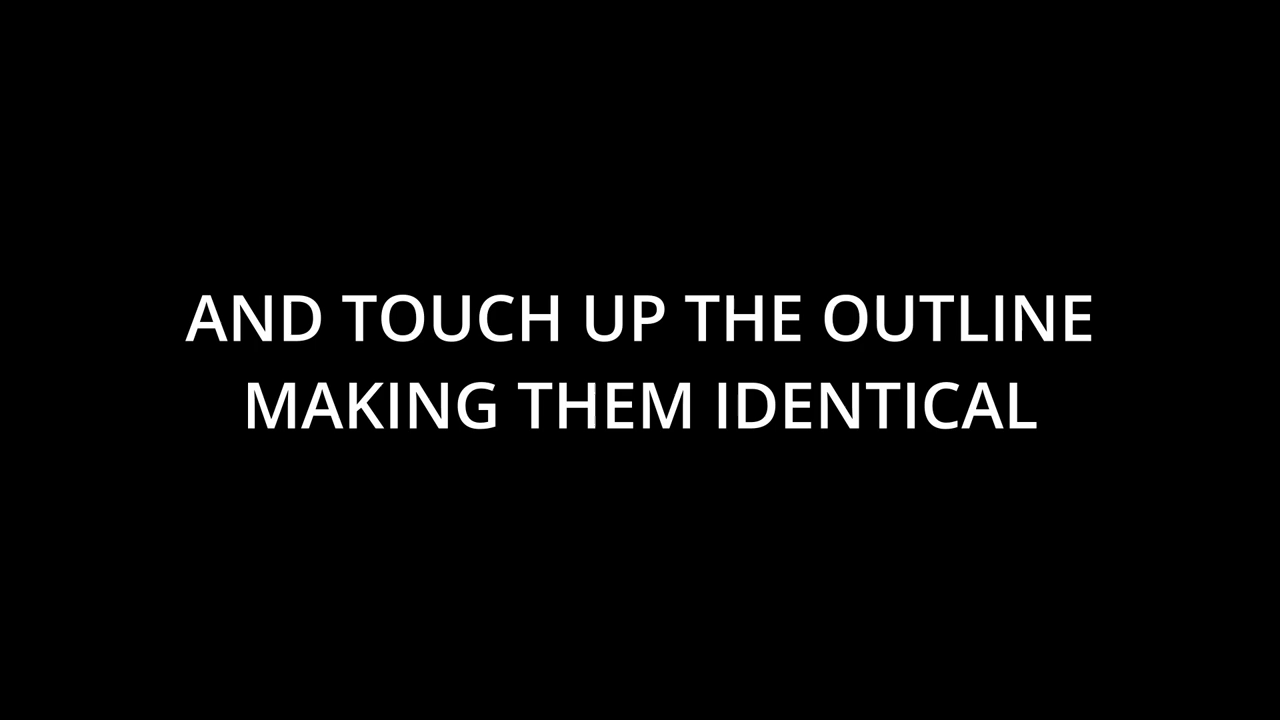 AND TOUCH UP THE OUTLINE
MAKING THEM IDENTICAL